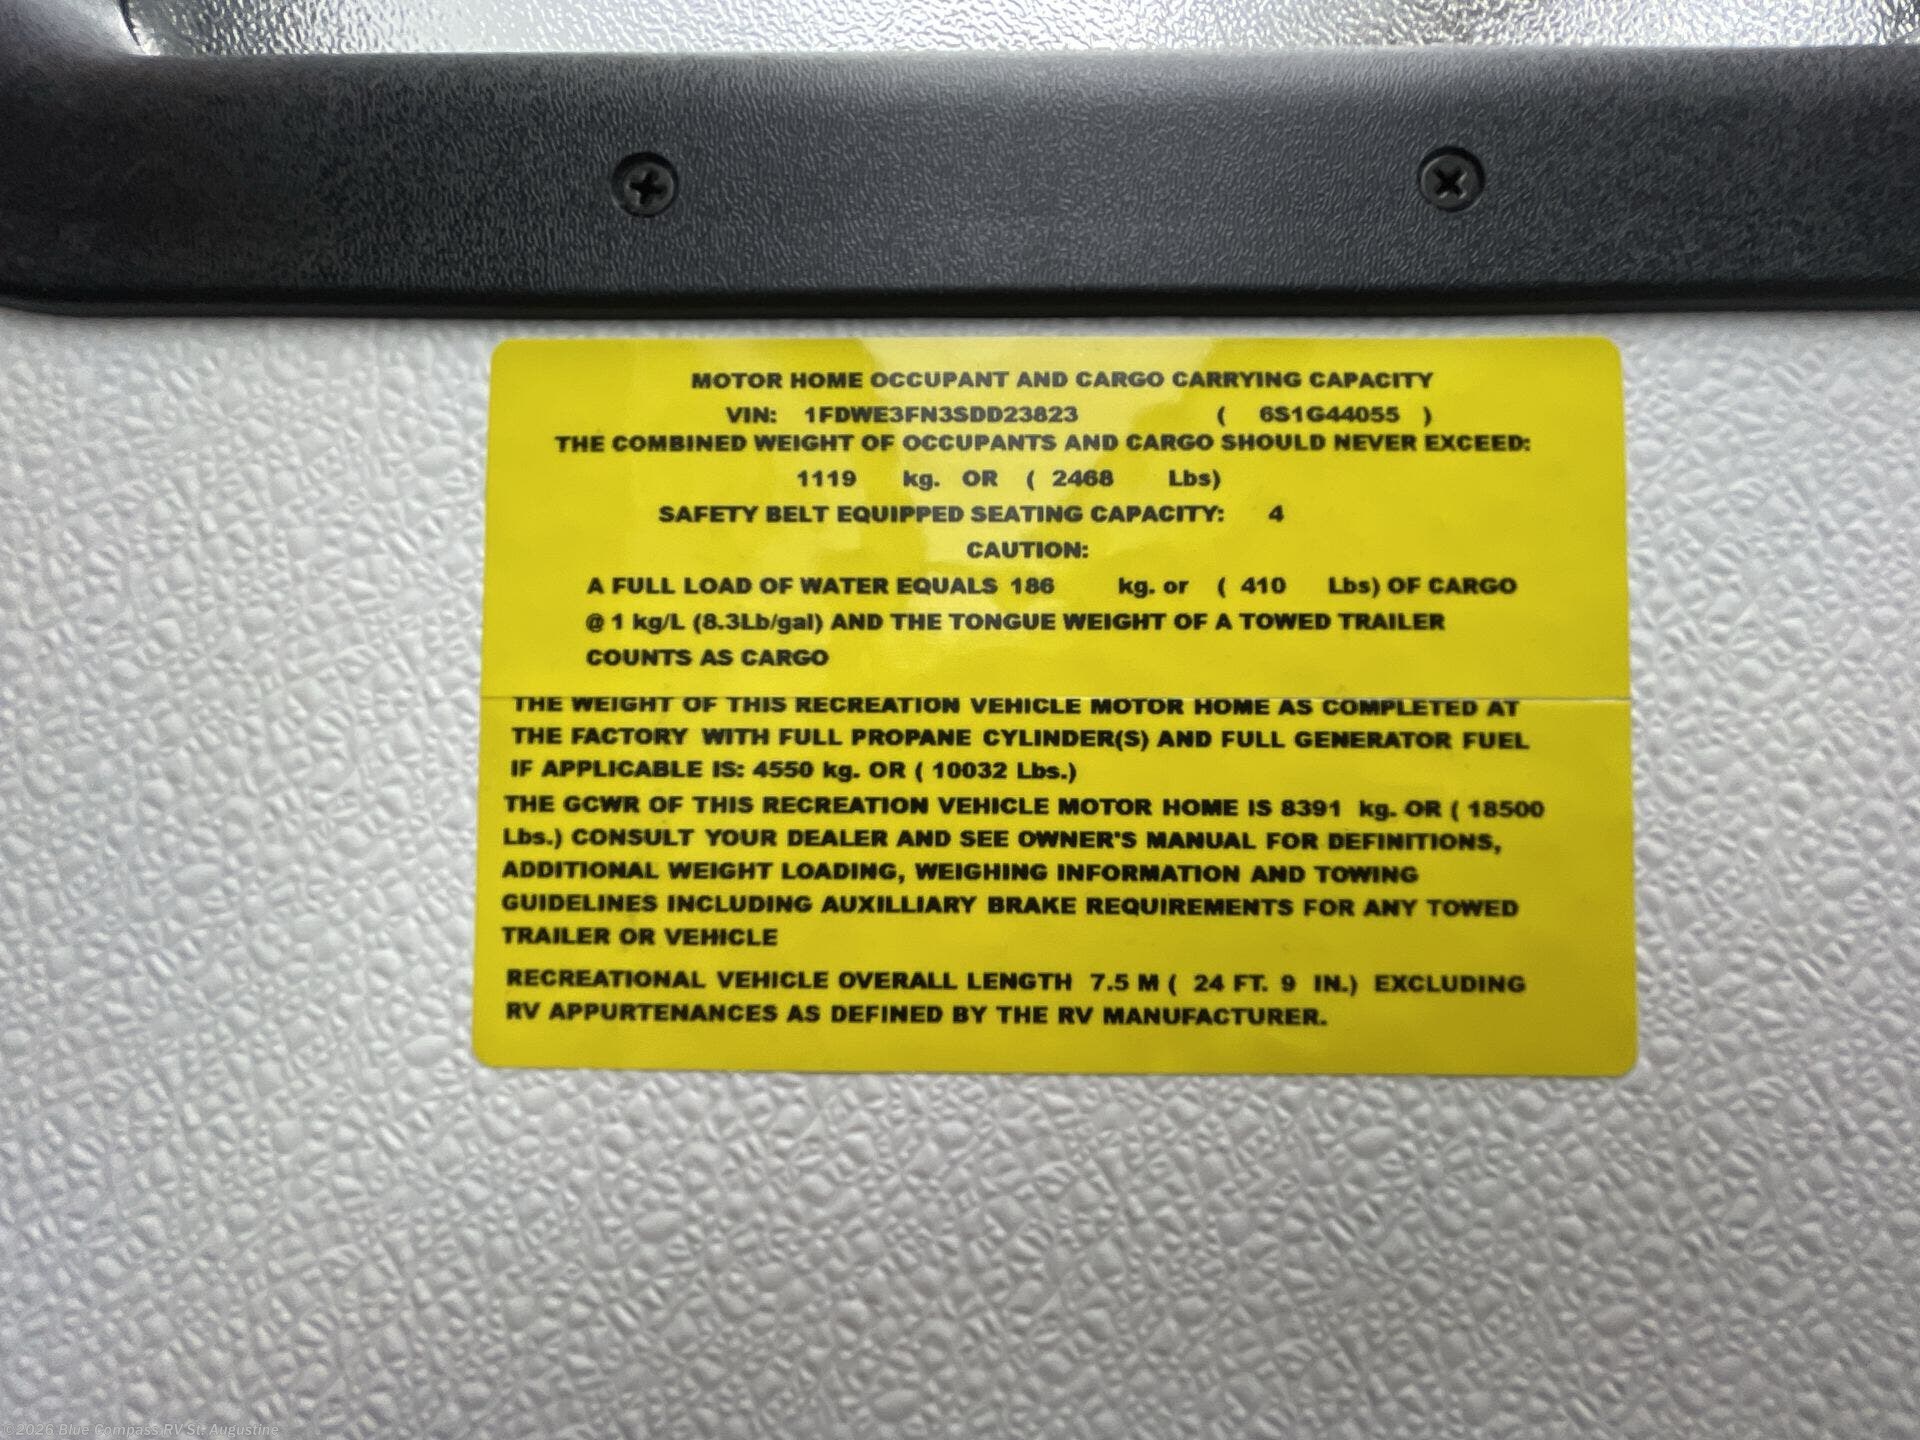 MOTOR HOME OCCUPANT AND CARGO CARRYING CAPACITY
VIN: 1FDWE3FN3SDD23823 ( 6S1G44055 )
THE COMBINED WEIGHT OF OCCUPANTS AND CARGO SHOULD NEVER EXCEED:
1119 kg. OR ( 2468 Lbs)
SAFETY BELT EQUIPPED SEATING CAPACITY: 4
CAUTION:
A FULL LOAD OF WATER EQUALS 186 kg. or ( 410 Lbs) OF CARGO
@ 1 kg/L (8.3Lb/gal) AND THE TONGUE WEIGHT OF A TOWED TRAILER
COUNTS AS CARGO
THE WEIGHT OF THIS RECREATION VEHICLE MOTOR HOME AS COMPLETED AT
THE FACTORY WITH FULL PROPANE CYLINDER(S) AND FULL GENERATOR FUEL
IF APPLICABLE IS: 4550 kg. OR ( 10032 Lbs.)
THE GCWR OF THIS RECREATION VEHICLE MOTOR HOME IS 8391 kg. OR ( 18500
Lbs.) CONSULT YOUR DEALER AND SEE OWNER'S MANUAL FOR DEFINITIONS,
ADDITIONAL WEIGHT LOADING, WEIGHING INFORMATION AND TOWING
GUIDELINES INCLUDING AUXILLIARY BRAKE REQUIREMENTS FOR ANY TOWED
TRAILER OR VEHICLE
RECREATIONAL VEHICLE OVERALL LENGTH 7.5 M ( 24 FT. 9 IN.) EXCLUDING
RV APPURTENANCES AS DEFINED BY THE RV MANUFACTURER.
©2026 Blue Compass RV St. Augustine